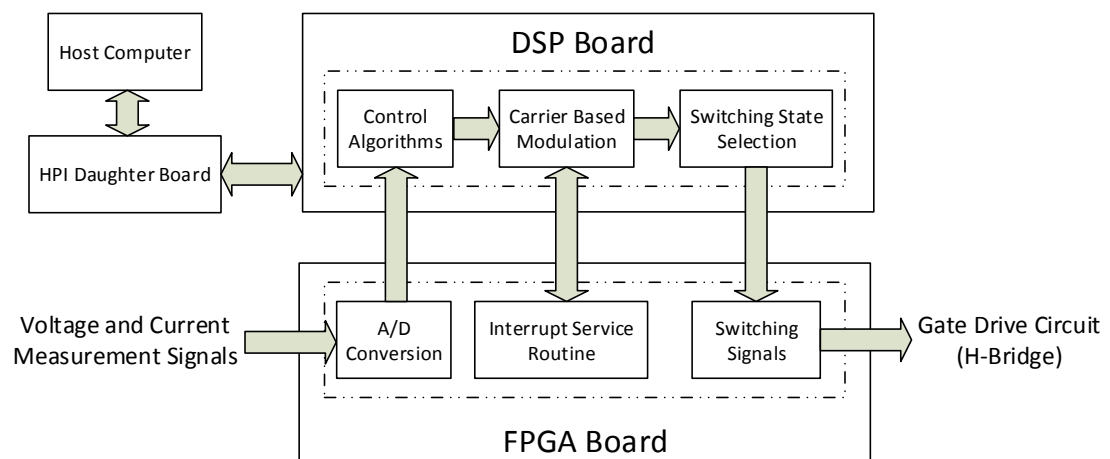 DSP Board
Host Computer
Control
Algorithms
Carrier Based
Modulation
Switching State
Selection
HPI Daughter Board
Voltage and Current
Measurement Signals
A/D
Conversion
Interrupt Service
Routine
Switching
Signals
Gate Drive Circuit
(H-Bridge)
FPGA Board